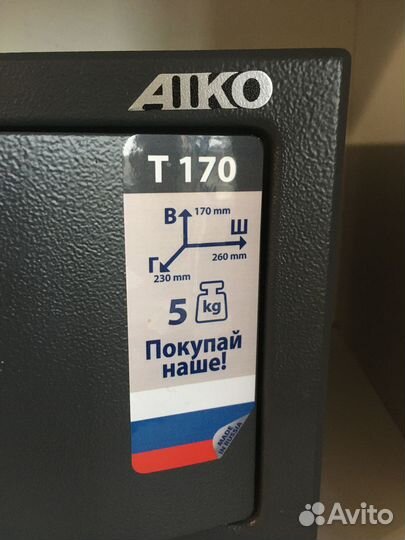 AIKO
T 170
В
170 mm
Ш
260 mm
Г
230 mm
5 kg
Покупай
наше!
MADE
IN RUSSIA
Avito